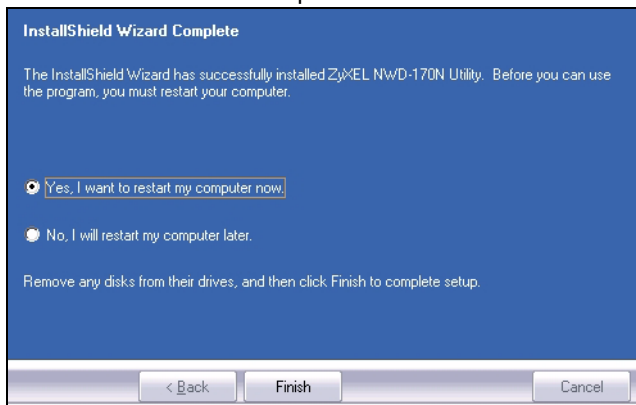 InstallShield Wizard Complete
The InstallShield Wizard has successfully installed ZyXEL NWD-170N Utility. Before you can use
the program, you must restart your computer.
Yes, I want to restart my computer now.
No, I will restart my computer later.
Remove any disks from their drives, and then click Finish to complete setup.
< Back Finish Cancel